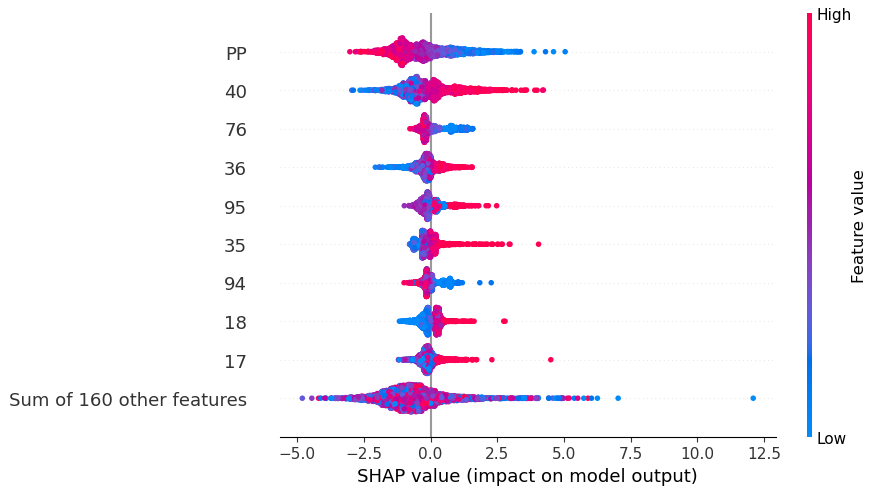 High
PP
40
76
36
95
35
94
18
17
Sum of 160 other features
Feature value
Low
−5.0 −2.5 0.0 2.5 5.0 7.5 10.0 12.5
SHAP value (impact on model output)